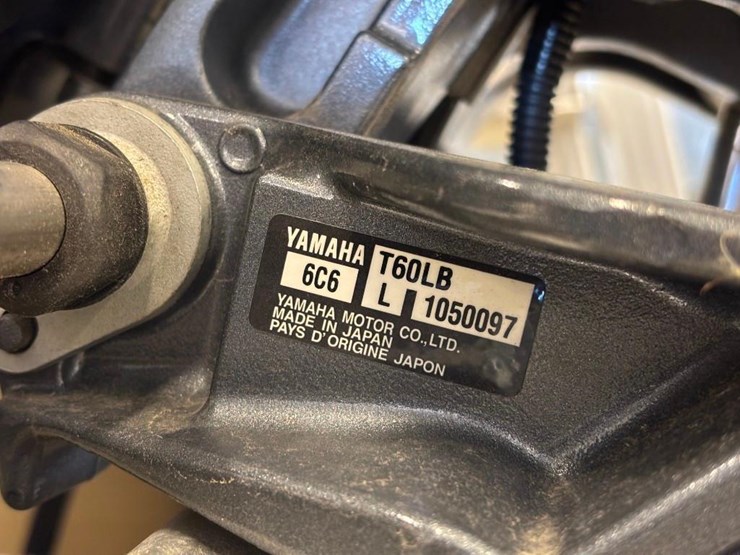 YAMAHA
T60LB
6C6
L
1050097
YAMAHA MOTOR CO.,LTD.
MADE IN JAPAN
PAYS D'ORIGINE JAPON